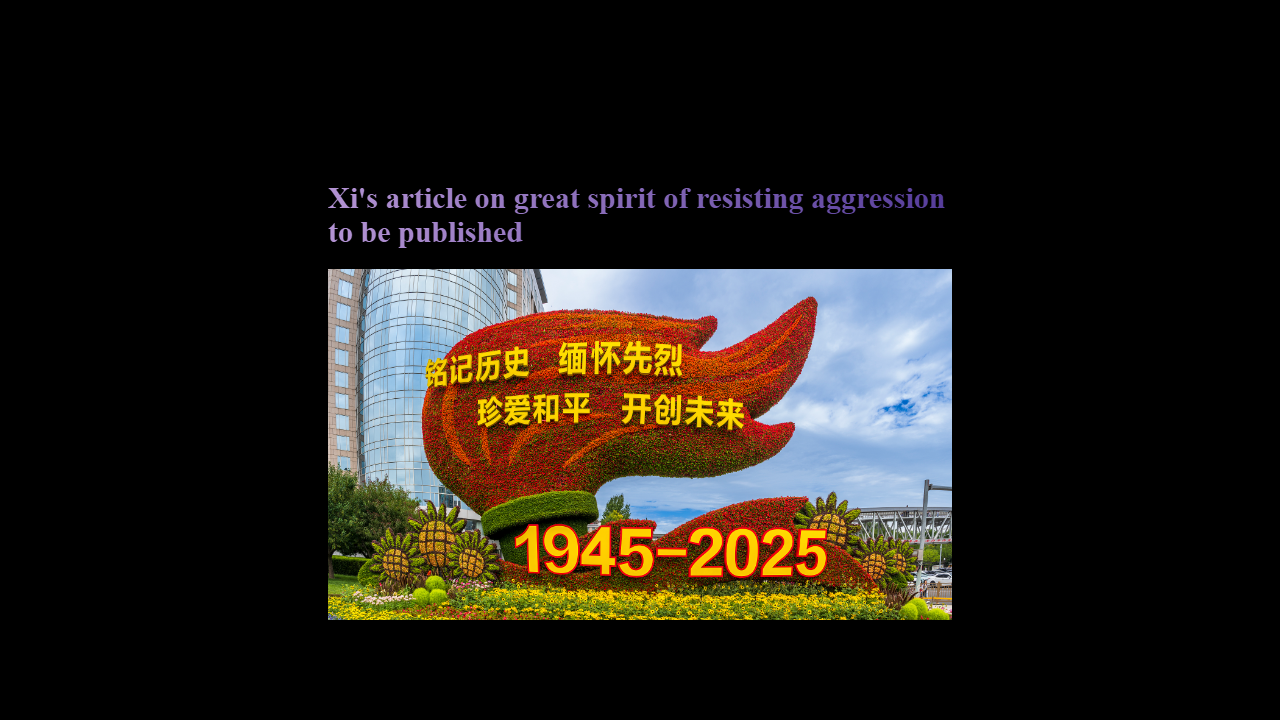 Xi's article on great spirit of resisting aggression
to be published
铭记历史 缅怀先烈
珍爱和平 开创未来
1945-2025